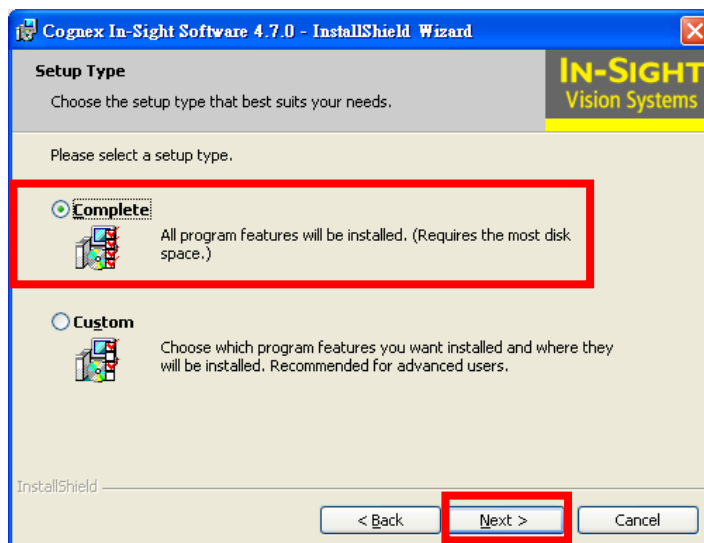 Cognex In-Sight Software 4.7.0 - InstallShield Wizard
Setup Type
Choose the setup type that best suits your needs.
IN-SIGHT
Vision Systems
Please select a setup type.
Complete
All program features will be installed. (Requires the most disk
space.)
Custom
Choose which program features you want installed and where they
will be installed. Recommended for advanced users.
InstallShield
< Back
Next >
Cancel